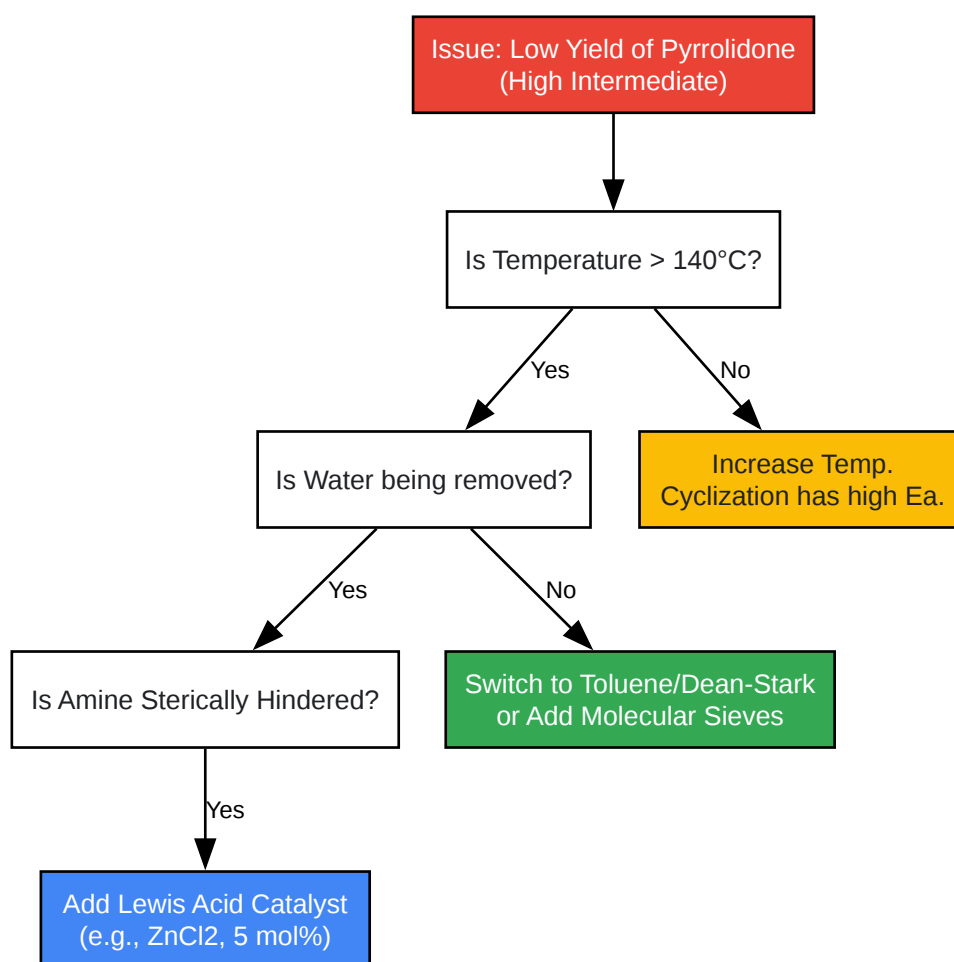 Issue: Low Yield of Pyrrolidone
(High Intermediate)
Is Temperature > 140°C?
Yes
No
Is Water being removed?
Increase Temp.
Cyclization has high Ea.
Yes
No
Is Amine Sterically Hindered?
Switch to Toluene/Dean-Stark
or Add Molecular Sieves
Yes
Add Lewis Acid Catalyst
(e.g., ZnCl2, 5 mol%)